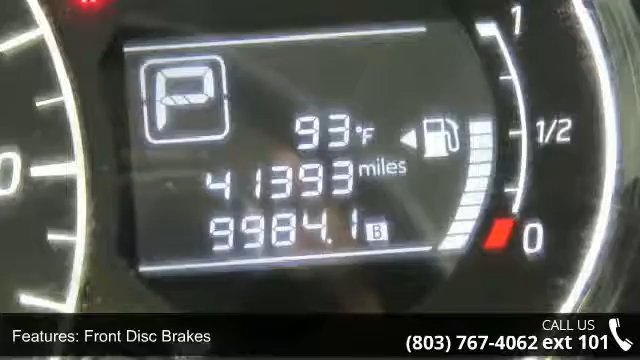 1
P
93°F
1/2
0
41393 miles
9984.1 B
0
Features: Front Disc Brakes
CALL US
(803) 767-4062 ext 101